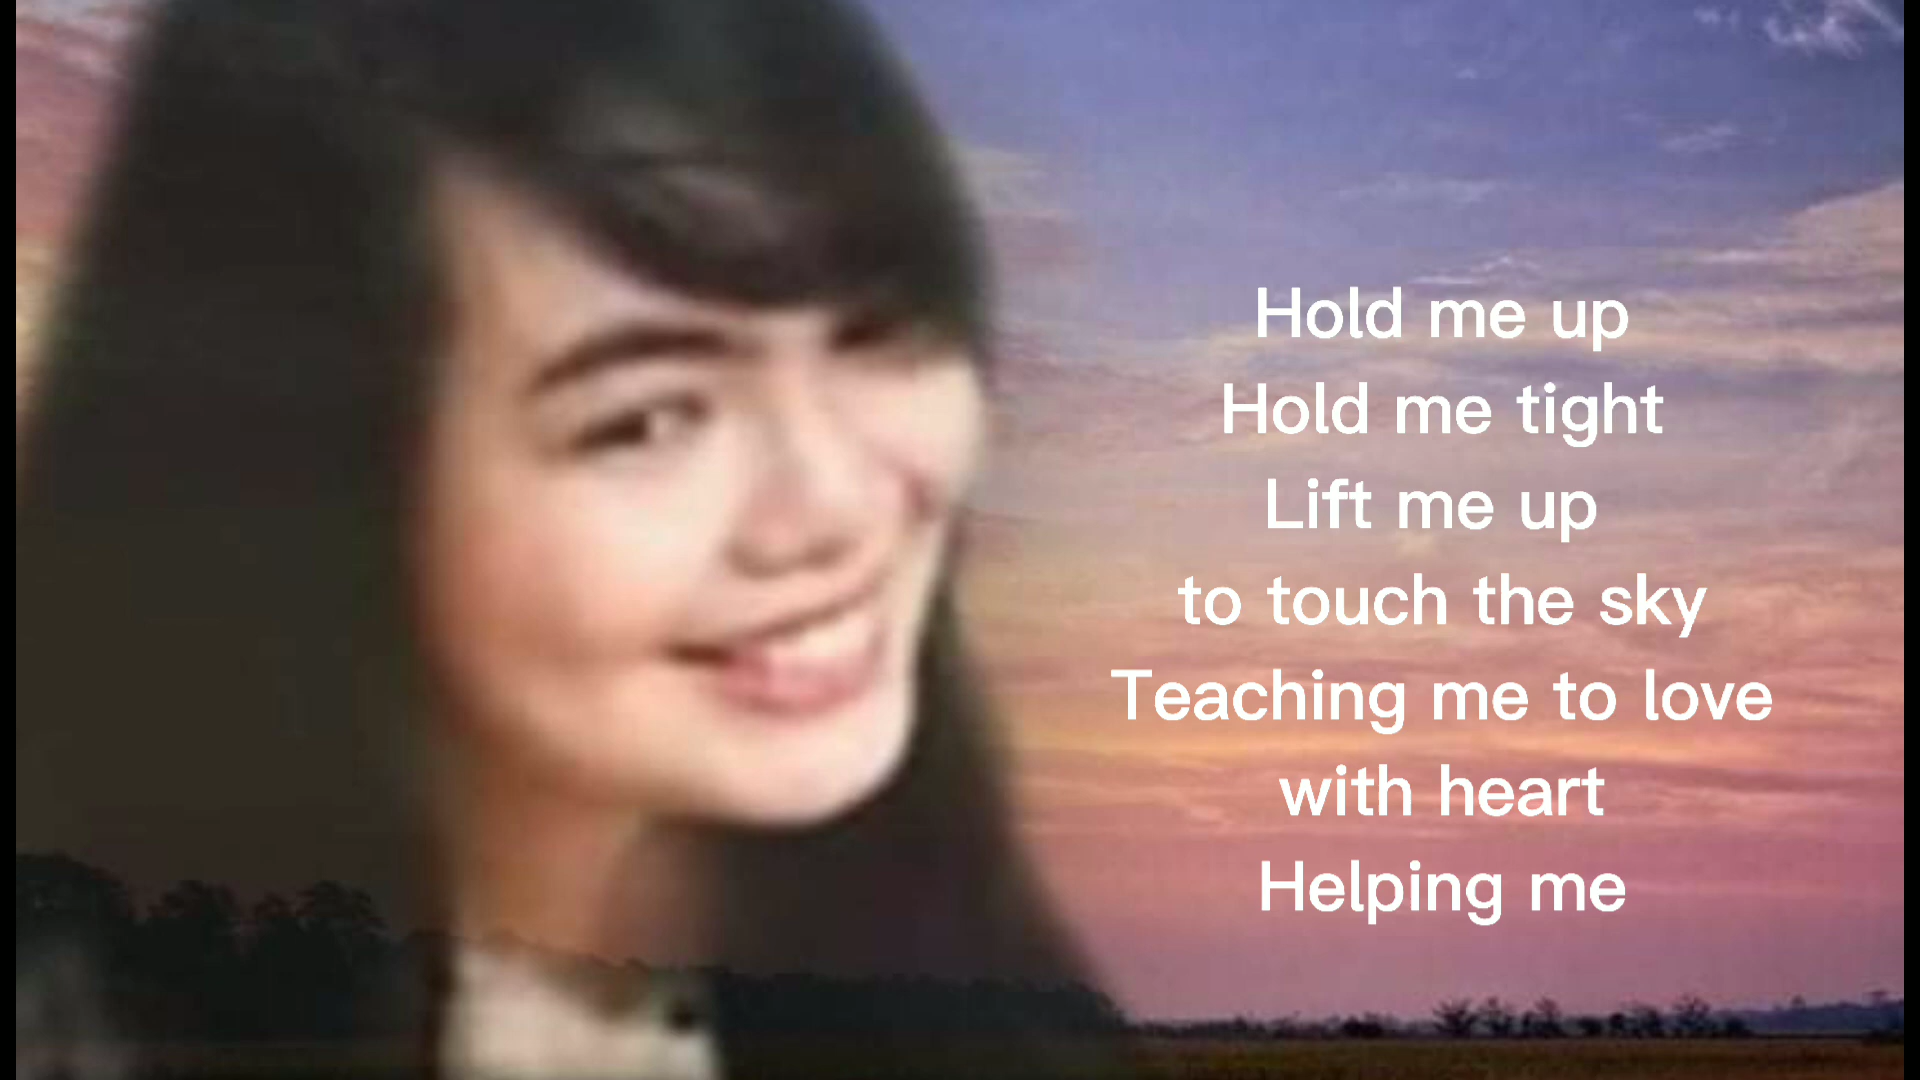 Hold me up
Hold me tight
Lift me up
to touch the sky
Teaching me to love
with heart
Helping me